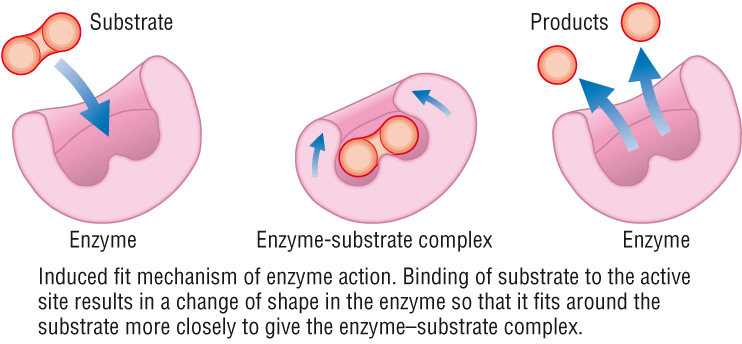 Substrate
Products
Enzyme
Enzyme-substrate complex
Enzyme
Induced fit mechanism of enzyme action. Binding of substrate to the active
site results in a change of shape in the enzyme so that it fits around the
substrate more closely to give the enzyme–substrate complex.